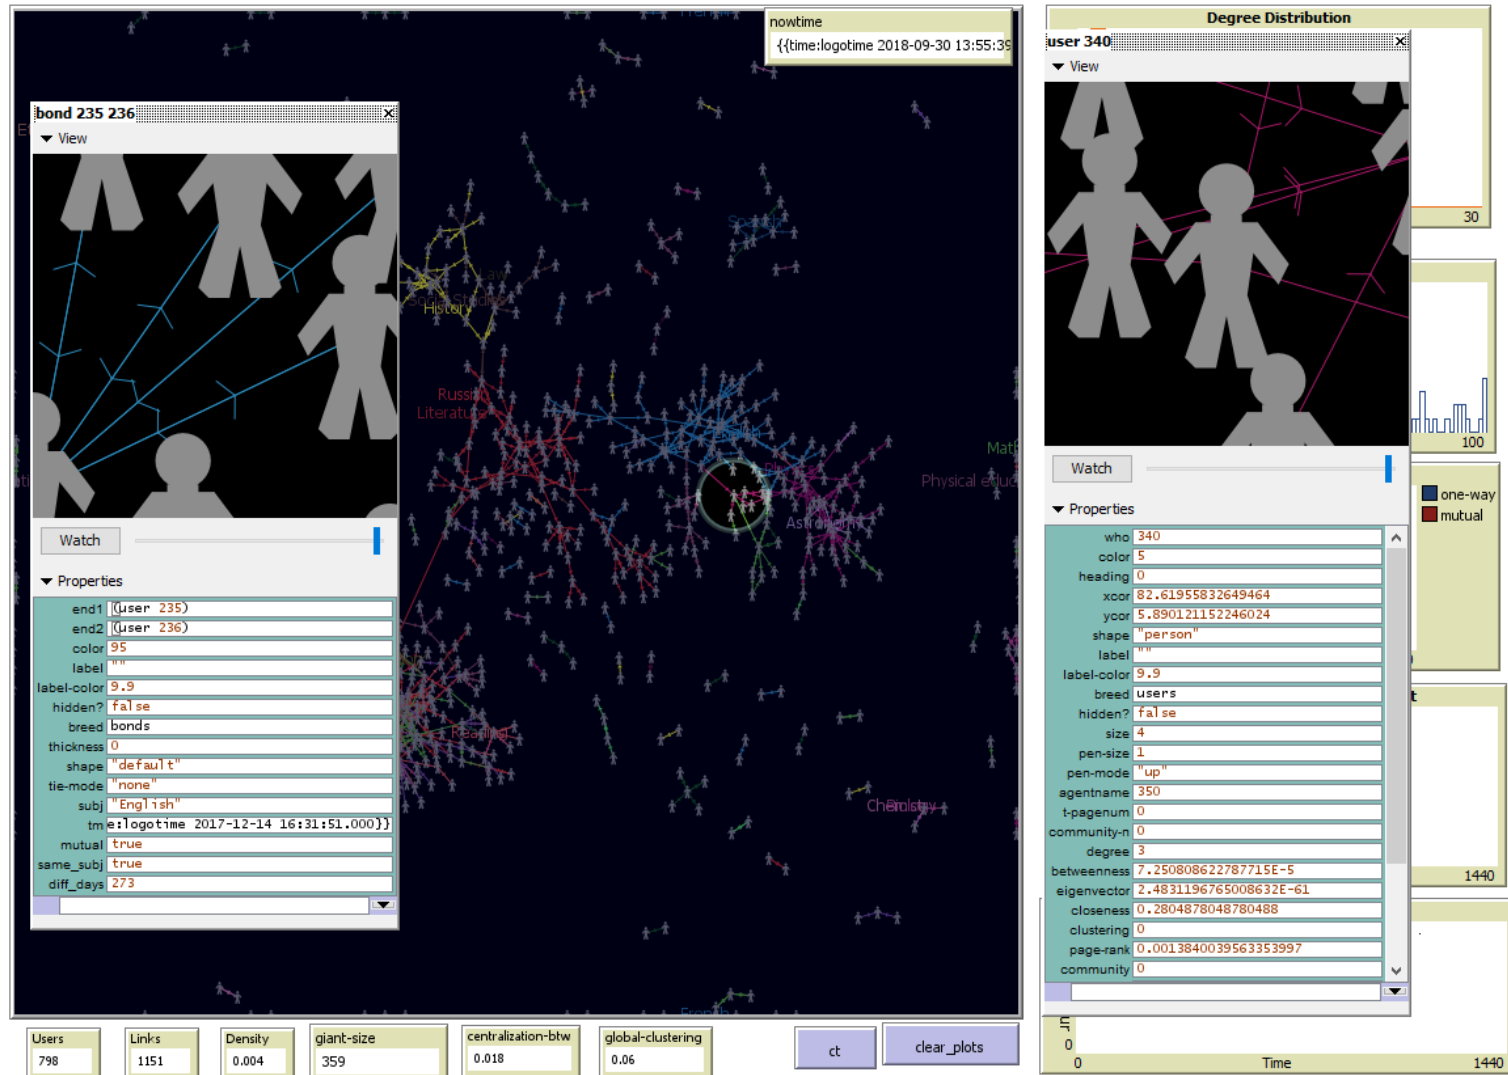 nowtime
{{time:logotime 2018-09-30 13:55:39
bond 235 236
View
Law
History
Russian
Literature
Physical educ
Math
Astronomy
Reading
Chemistry
Watch
Properties
end1 (user 235)
end2 (user 236)
color 95
label ""
label-color 9.9
hidden? false
breed bonds
thickness 0
shape "default"
tie-mode "none"
subj "English"
tm e:logotime 2017-12-14 16:31:51.000}}
mutual true
same_subj true
diff_days 273
Degree Distribution
user 340
View
30
100
one-way
mutual
Watch
Properties
who 340
color 5
heading 0
xcor 82.61955832649464
ycor 5.890121152246024
shape "person"
label ""
label-color 9.9
breed users
hidden? false
size 4
pen-size 1
pen-mode "up"
agentname 350
t-pagenum 0
community-n 0
degree 3
betweenness 7.250808622787715E-5
eigenvector 2.4831196765008632E-61
closeness 0.2804878048780488
clustering 0
page-rank 0.0013840039563353997
community 0
t
1440
0
0
Time
1440
Users
798
Links
1151
Density
0.004
giant-size
359
centralization-btw
0.018
global-clustering
0.06
ct
clear_plots